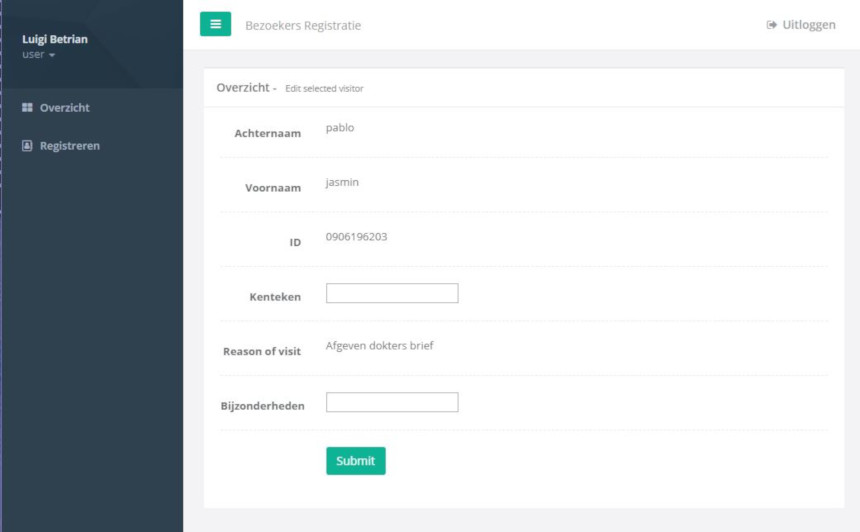 Luigi Betrian
user
Overzicht
Registreren
Bezoekers Registratie
Uitloggen
Overzicht - Edit selected visitor
Achternaam pablo
Voornaam jasmin
ID 0906196203
Kenteken
Reason of visit Afgeven dokters brief
Bijzonderheden
Submit